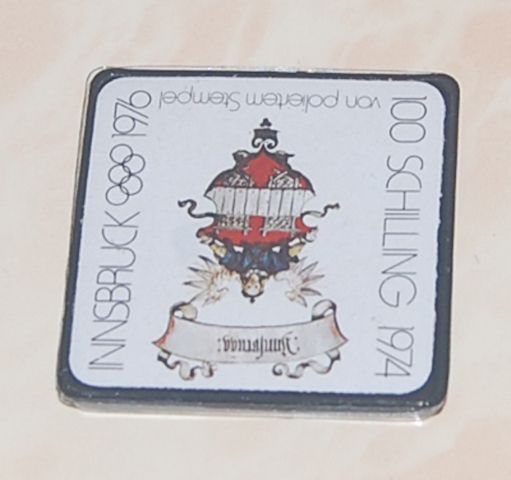 INNSBRUCK 1976
100 SCHILLING 1974
von poliertem Stempel